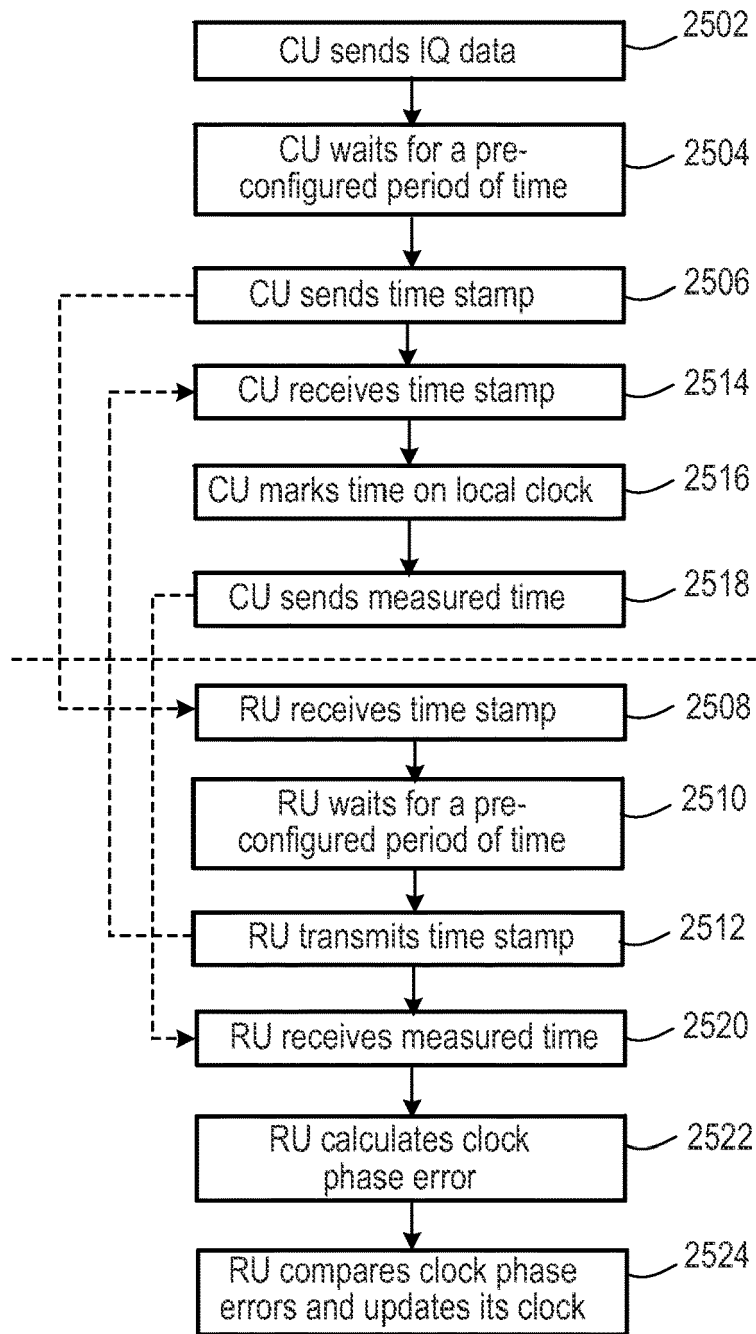 CU sends IQ data
2502
CU waits for a pre-
configured period of time
2504
CU sends time stamp
2506
CU receives time stamp
2514
CU marks time on local clock
2516
CU sends measured time
2518
RU receives time stamp
2508
RU waits for a pre-
configured period of time
2510
RU transmits time stamp
2512
RU receives measured time
2520
RU calculates clock
phase error
2522
RU compares clock phase
errors and updates its clock
2524